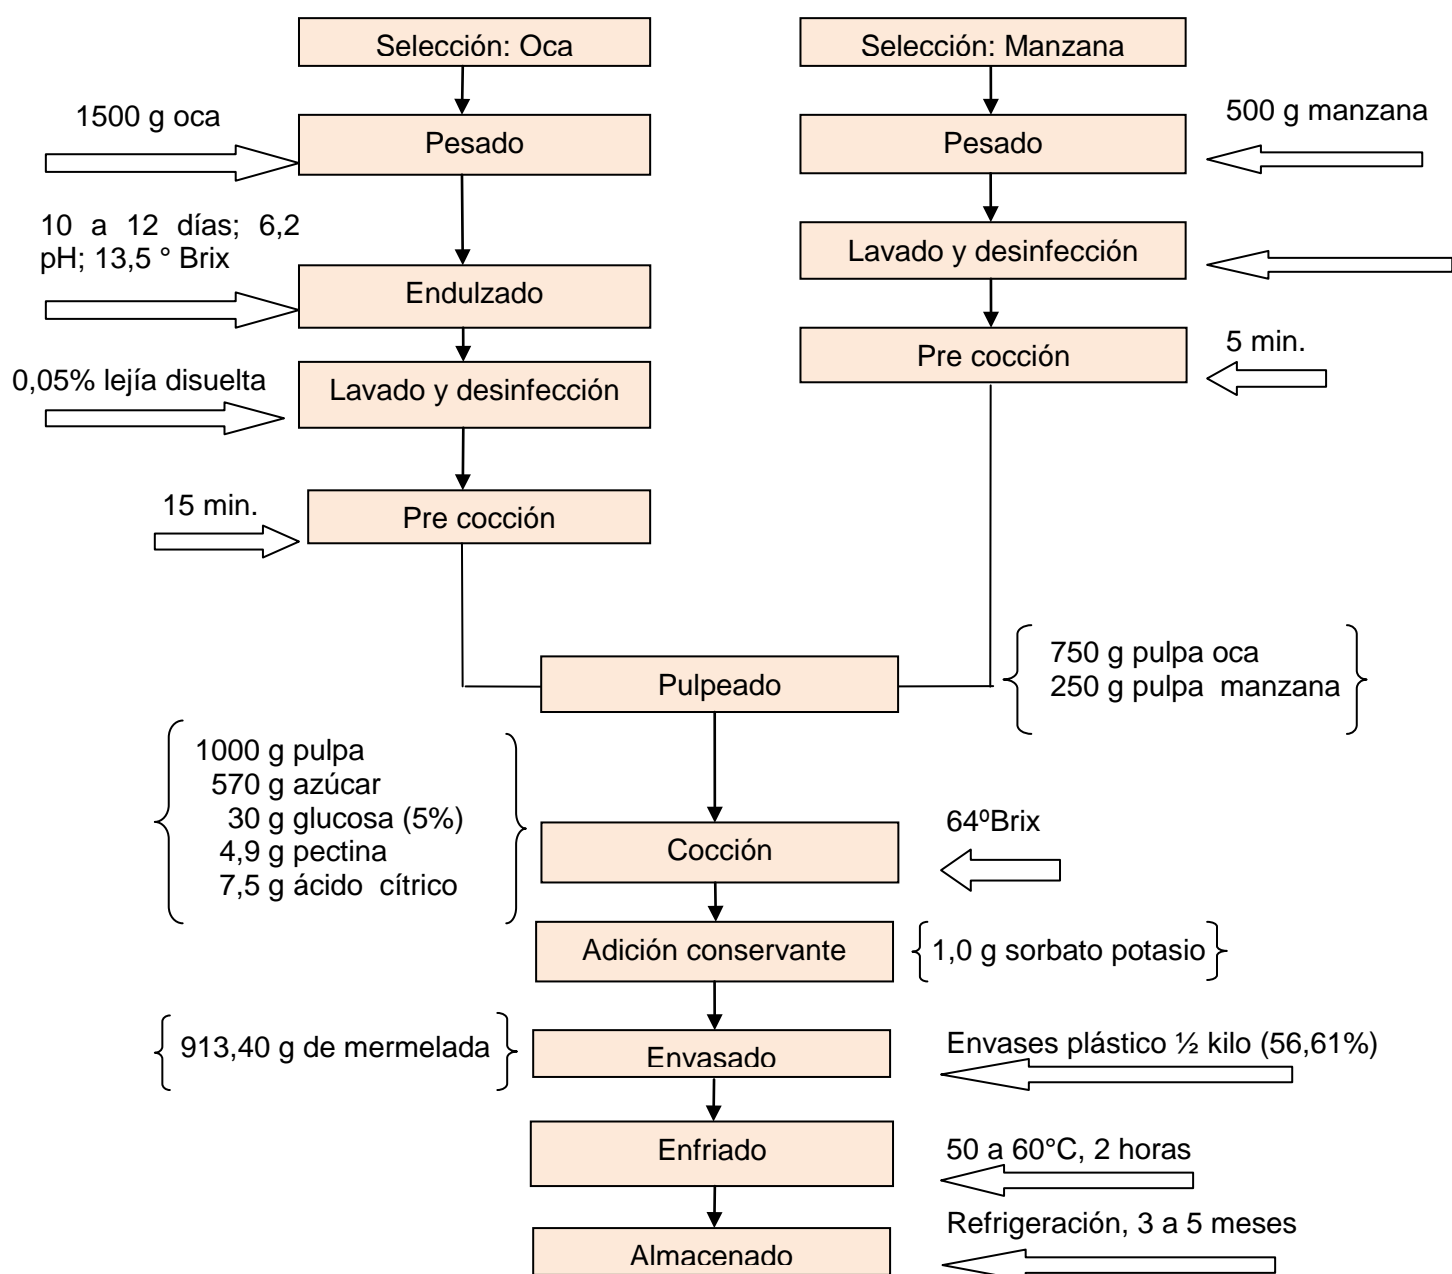 Selección: Oca
Selección: Manzana
1500 g oca
Pesado
Pesado
500 g manzana
10 a 12 días; 6,2
pH; 13,5 ° Brix
Endulzado
Lavado y desinfección
0,05% lejía disuelta
Lavado y desinfección
Pre cocción
5 min.
15 min.
Pre cocción
Pulpeado
750 g pulpa oca
250 g pulpa manzana
1000 g pulpa
570 g azúcar
30 g glucosa (5%)
4,9 g pectina
7,5 g ácido cítrico
Cocción
64ºBrix
Adición conservante
1,0 g sorbato potasio
913,40 g de mermelada
Envasado
Envases plástico ½ kilo (56,61%)
Enfriado
50 a 60°C, 2 horas
Almacenado
Refrigeración, 3 a 5 meses